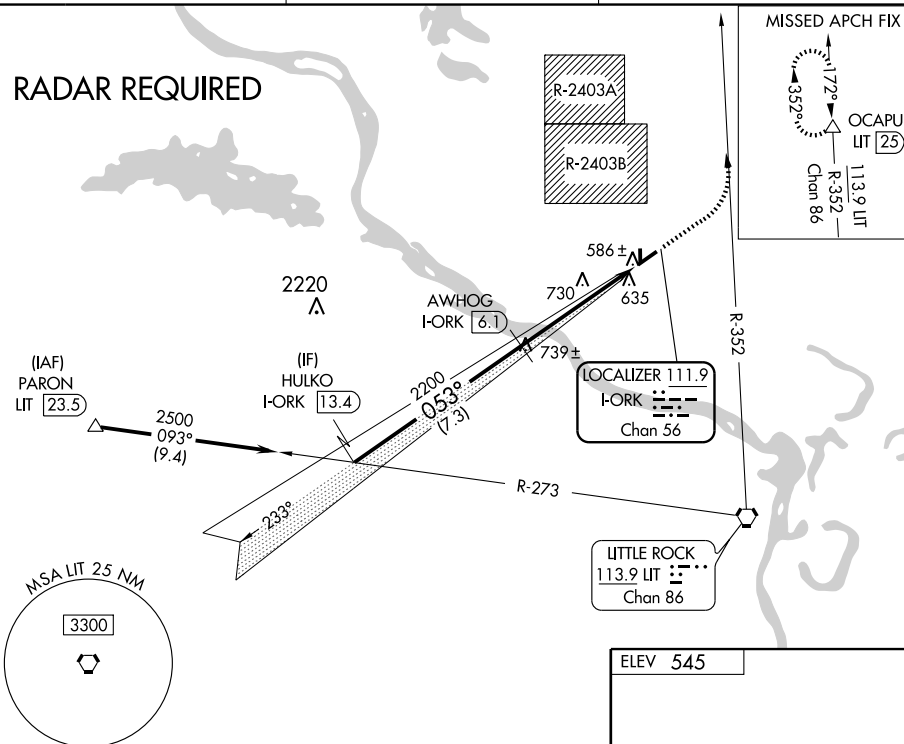 RADAR REQUIRED
MISSED APCH FIX
172°
352°
OCAPU
LIT 25
113.9 LIT
R-352
Chan 86
R-2403A
R-2403B
586 ±
730
635
2220
AWHOG
I-ORK 6.1
739 ±
R-352
(IAF)
PARON
LIT 23.5
(IF)
HULKO
I-ORK 13.4
2200
053°
(7.3)
LOCALIZER 111.9
I-ORK
Chan 56
2500
093°
(9.4)
R-273
233°
LITTLE ROCK
113.9 LIT
Chan 86
MSA LIT 25 NM
3300
ELEV 545